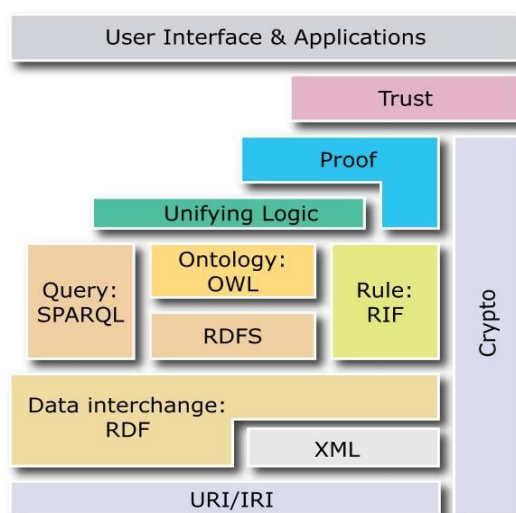 User Interface & Applications
Trust
Proof
Unifying Logic
Query:
SPARQL
Ontology:
OWL
Rule:
RIF
RDFS
Crypto
Data interchange:
RDF
XML
URI/IRI